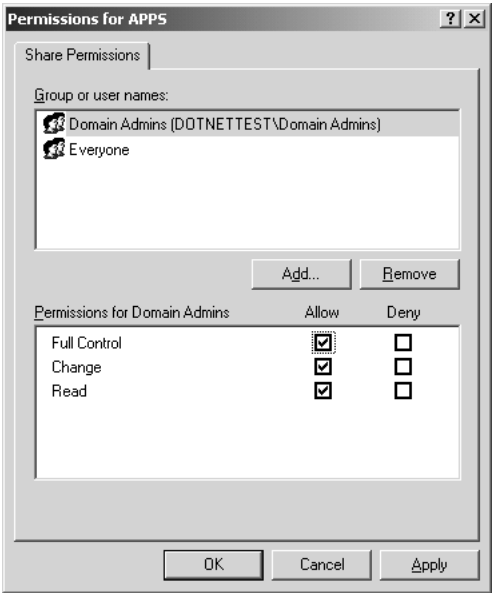 Permissions for APPS
Share Permissions
Group or user names:
Domain Admins (DOTNETTEST\Domain Admins)
Everyone
Add...
Remove
Permissions for Domain Admins Allow Deny
Full Control
Change
Read
OK
Cancel
Apply